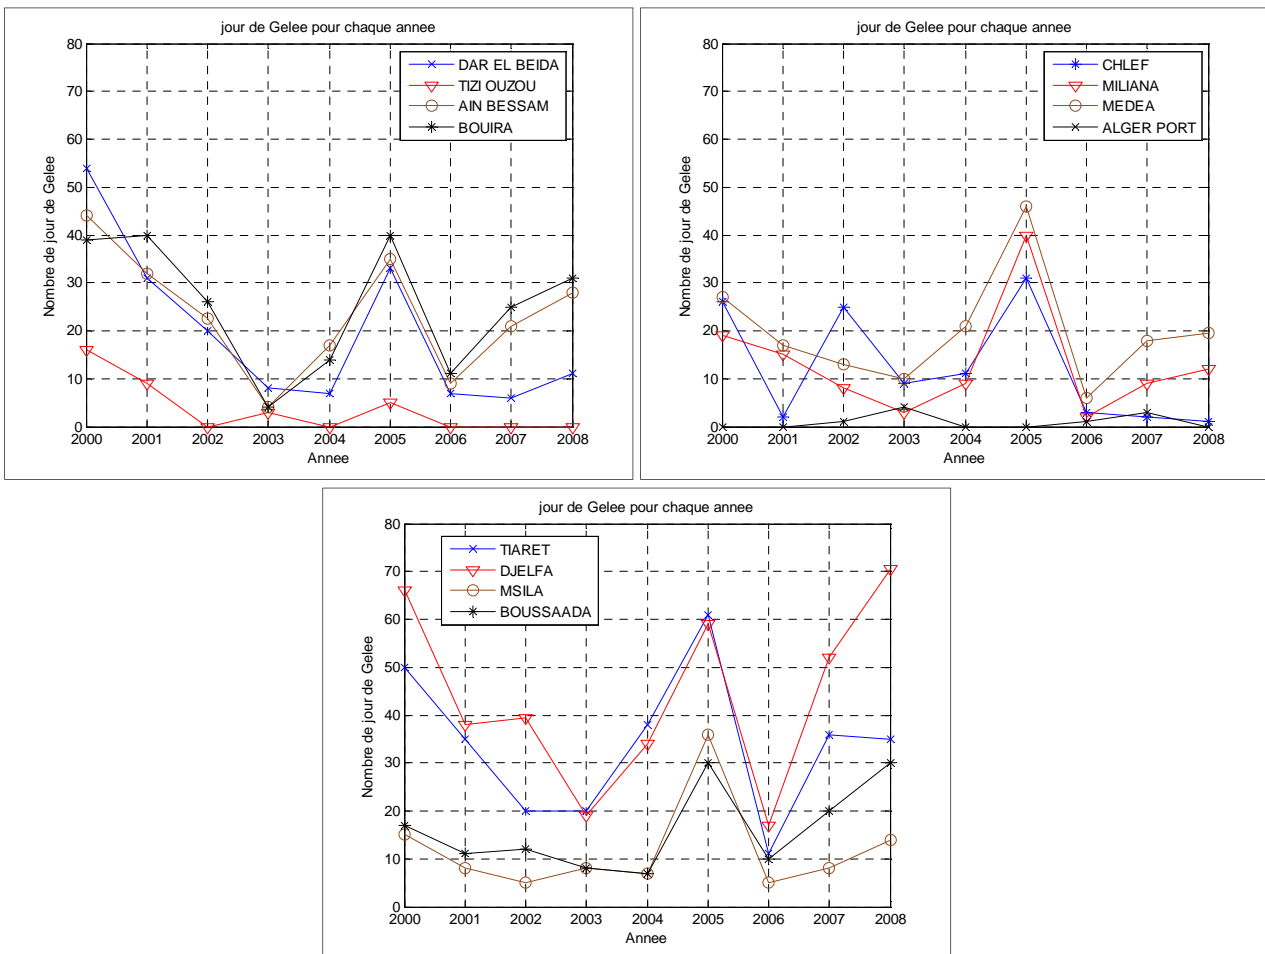 jour de Gelee pour chaque annee
80
70
60
50
40
30
20
10
0
Nombre de jour de Gelee
DAR EL BEIDA
TIZI OUZOU
AIN BESSAM
BOUIRA
2000 2001 2002 2003 2004 2005 2006 2007 2008
Annee
jour de Gelee pour chaque annee
80
70
60
50
40
30
20
10
0
Nombre de jour de Gelee
CHLEF
MILIANA
MEDEA
ALGER PORT
2000 2001 2002 2003 2004 2005 2006 2007 2008
Annee
jour de Gelee pour chaque annee
80
70
60
50
40
30
20
10
0
Nombre de jour de Gelee
TIARET
DJELFA
MSILA
BOUSSAADA
2000 2001 2002 2003 2004 2005 2006 2007 2008
Annee